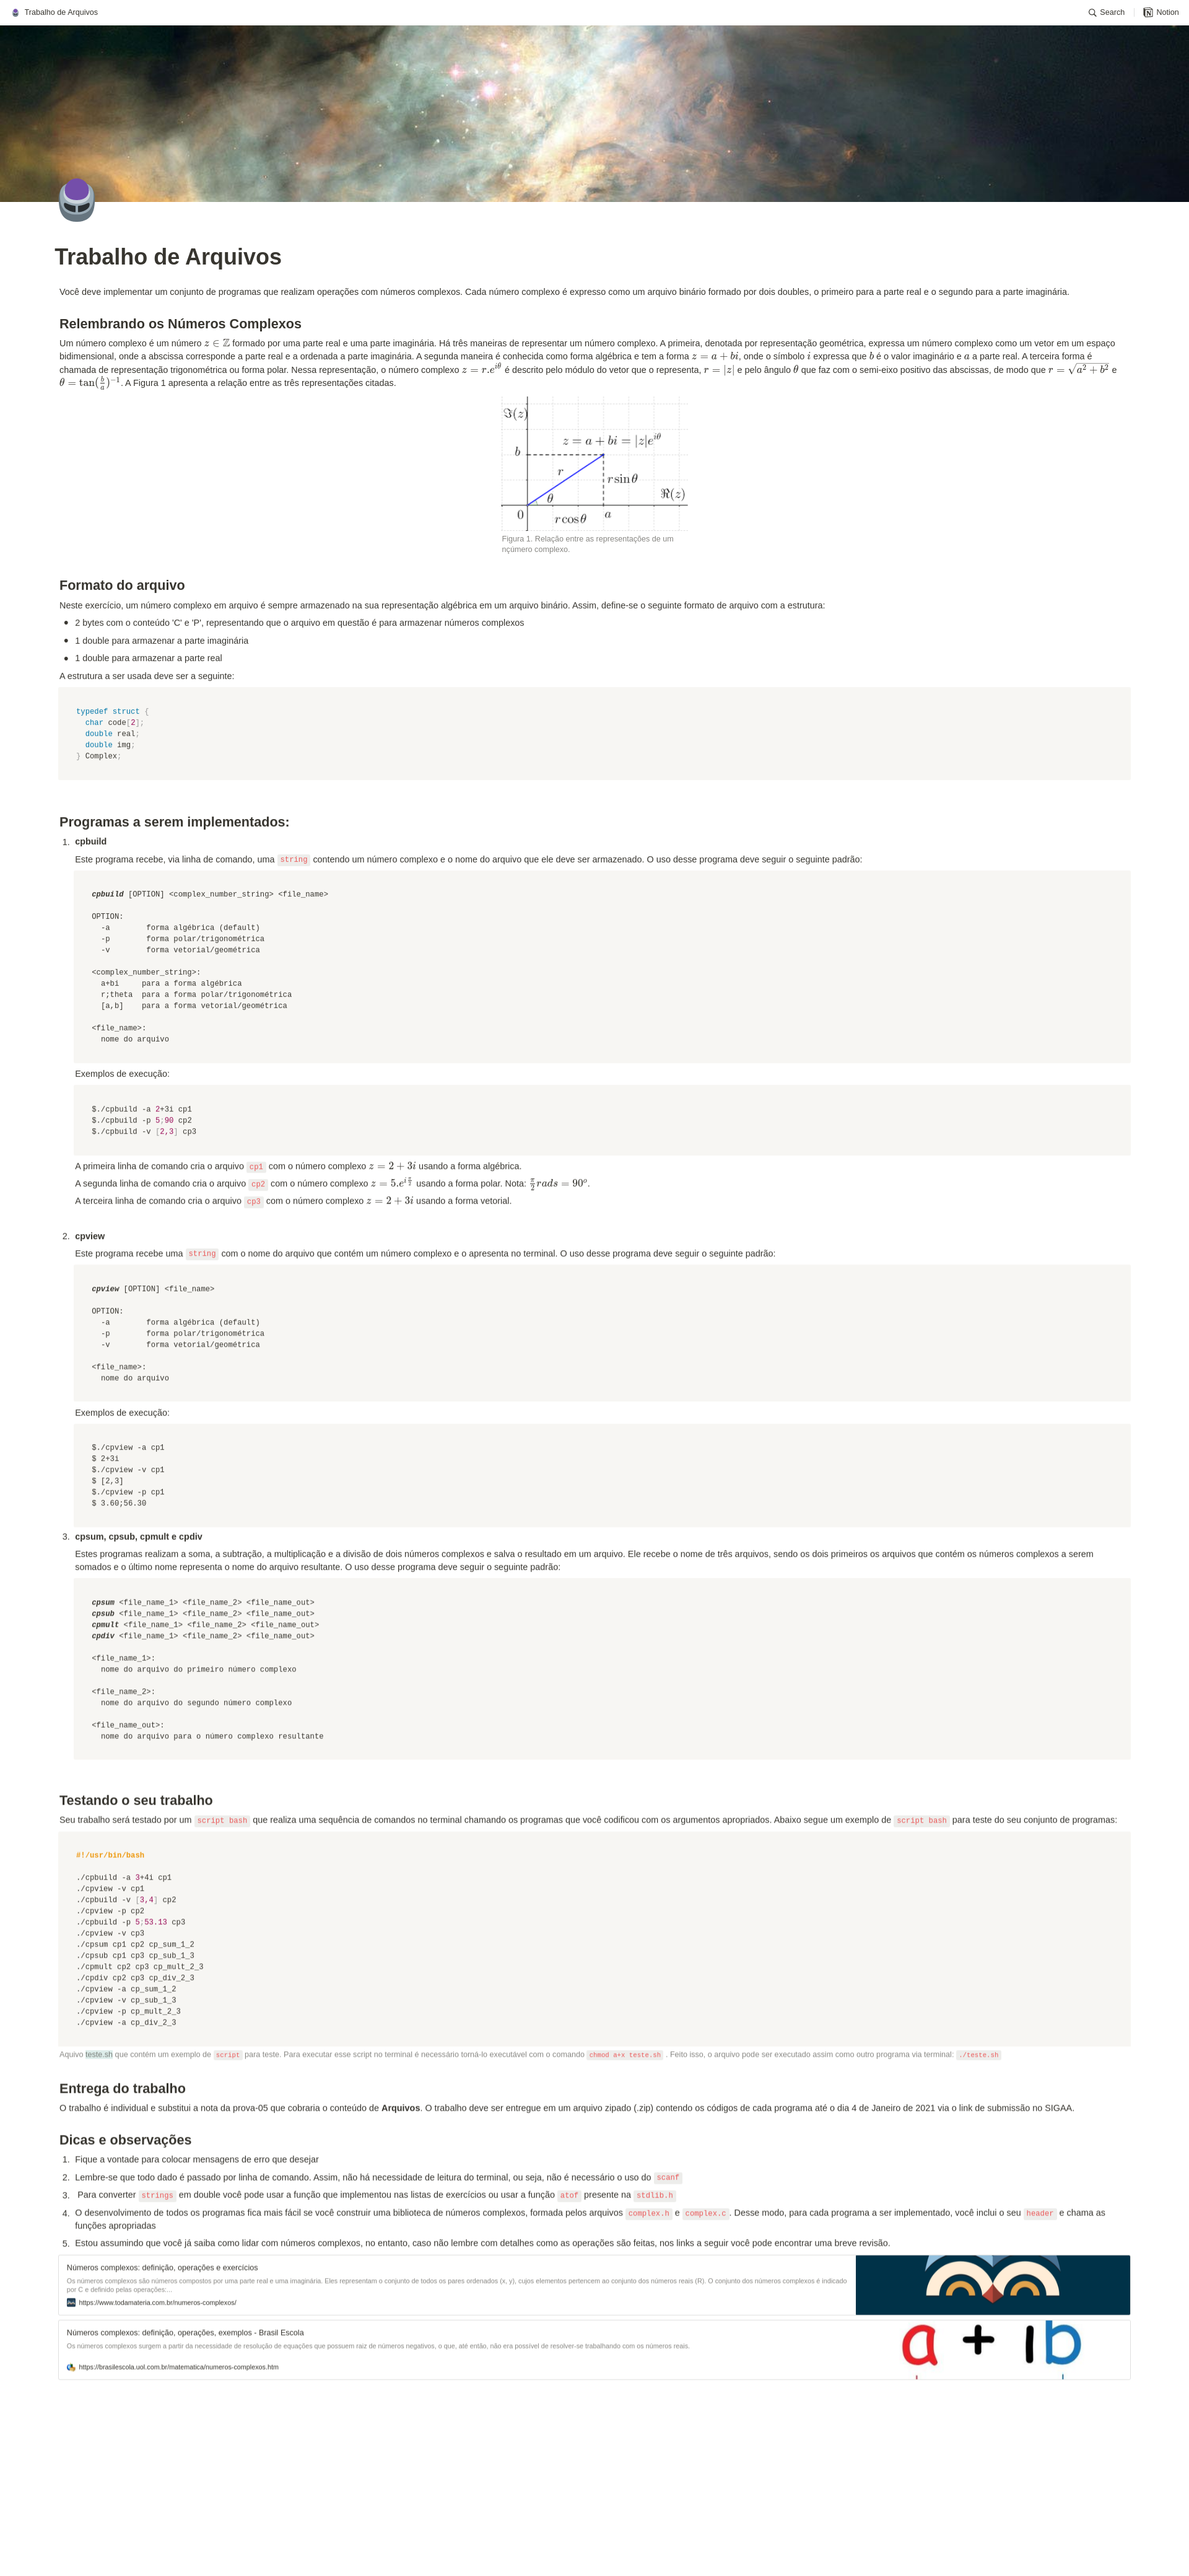 Trabalho de Arquivos
Search
Notion
Trabalho de Arquivos
Você deve implementar um conjunto de programas que realizam operações com números complexos. Cada número complexo é expresso como um arquivo binário formado por dois doubles, o primeiro para a parte real e o segundo para a parte imaginária.
Relembrando os Números Complexos
Um número complexo é um número z ∈ ℤ formado por uma parte real e uma parte imaginária. Há três maneiras de representar um número complexo. A primeira, denotada por representação geométrica, expressa um número complexo como um vetor em um espaço
bidimensional, onde a abscissa corresponde a parte real e a ordenada a parte imaginária. A segunda maneira é conhecida como forma algébrica e tem a forma z = a + bi, onde o símbolo i expressa que b é o valor imaginário e a a parte real. A terceira forma é
chamada de representação trigonométrica ou forma polar. Nessa representação, o número complexo z = r.e^{iθ} é descrito pelo módulo do vetor que o representa, r = |z| e pelo ângulo θ que faz com o semi-eixo positivo das abscissas, de modo que r = √(a² + b²) e
θ = tan(b/a)⁻¹. A Figura 1 apresenta a relação entre as três representações citadas.
ℑ(z)
z = a + bi = |z|e^{iθ}
b
r
r sin θ
θ
ℜ(z)
0
r cos θ
a
Figura 1. Relação entre as representações de um
nçúmero complexo.
Formato do arquivo
Neste exercício, um número complexo em arquivo é sempre armazenado na sua representação algébrica em um arquivo binário. Assim, define-se o seguinte formato de arquivo com a estrutura:
• 2 bytes com o conteúdo 'C' e 'P', representando que o arquivo em questão é para armazenar números complexos
• 1 double para armazenar a parte imaginária
• 1 double para armazenar a parte real
A estrutura a ser usada deve ser a seguinte:
typedef struct {
  char code[2];
  double real;
  double img;
} Complex;
Programas a serem implementados:
1. cpbuild
Este programa recebe, via linha de comando, uma string contendo um número complexo e o nome do arquivo que ele deve ser armazenado. O uso desse programa deve seguir o seguinte padrão:
cpbuild [OPTION] <complex_number_string> <file_name>
OPTION:
  -a        forma algébrica (default)
  -p        forma polar/trigonométrica
  -v        forma vetorial/geométrica
<complex_number_string>:
  a+bi     para a forma algébrica
  r;theta  para a forma polar/trigonométrica
  [a,b]    para a forma vetorial/geométrica
<file_name>:
  nome do arquivo
Exemplos de execução:
$./cpbuild -a 2+3i cp1
$./cpbuild -p 5;90 cp2
$./cpbuild -v [2,3] cp3
A primeira linha de comando cria o arquivo cp1 com o número complexo z = 2 + 3i usando a forma algébrica.
A segunda linha de comando cria o arquivo cp2 com o número complexo z = 5.e^{iπ/2} usando a forma polar. Nota: π/2 rads = 90º.
A terceira linha de comando cria o arquivo cp3 com o número complexo z = 2 + 3i usando a forma vetorial.
2. cpview
Este programa recebe uma string com o nome do arquivo que contém um número complexo e o apresenta no terminal. O uso desse programa deve seguir o seguinte padrão:
cpview [OPTION] <file_name>
OPTION:
  -a        forma algébrica (default)
  -p        forma polar/trigonométrica
  -v        forma vetorial/geométrica
<file_name>:
  nome do arquivo
Exemplos de execução:
$./cpview -a cp1
$ 2+3i
$./cpview -v cp1
$ [2,3]
$./cpview -p cp1
$ 3.60;56.30
3. cpsum, cpsub, cpmult e cpdiv
Estes programas realizam a soma, a subtração, a multiplicação e a divisão de dois números complexos e salva o resultado em um arquivo. Ele recebe o nome de três arquivos, sendo os dois primeiros os arquivos que contém os números complexos a serem
somados e o último nome representa o nome do arquivo resultante. O uso desse programa deve seguir o seguinte padrão:
cpsum <file_name_1> <file_name_2> <file_name_out>
cpsub <file_name_1> <file_name_2> <file_name_out>
cpmult <file_name_1> <file_name_2> <file_name_out>
cpdiv <file_name_1> <file_name_2> <file_name_out>
<file_name_1>:
  nome do arquivo do primeiro número complexo
<file_name_2>:
  nome do arquivo do segundo número complexo
<file_name_out>:
  nome do arquivo para o número complexo resultante
Testando o seu trabalho
Seu trabalho será testado por um script bash que realiza uma sequência de comandos no terminal chamando os programas que você codificou com os argumentos apropriados. Abaixo segue um exemplo de script bash para teste do seu conjunto de programas:
#!/usr/bin/bash
./cpbuild -a 3+4i cp1
./cpview -v cp1
./cpbuild -v [3,4] cp2
./cpview -p cp2
./cpbuild -p 5;53.13 cp3
./cpview -v cp3
./cpsum cp1 cp2 cp_sum_1_2
./cpsub cp1 cp3 cp_sub_1_3
./cpmult cp2 cp3 cp_mult_2_3
./cpdiv cp2 cp3 cp_div_2_3
./cpview -a cp_sum_1_2
./cpview -v cp_sub_1_3
./cpview -p cp_mult_2_3
./cpview -a cp_div_2_3
Aquivo teste.sh que contém um exemplo de script para teste. Para executar esse script no terminal é necessário torná-lo executável com o comando chmod a+x teste.sh . Feito isso, o arquivo pode ser executado assim como outro programa via terminal: ./teste.sh
Entrega do trabalho
O trabalho é individual e substitui a nota da prova-05 que cobraria o conteúdo de Arquivos. O trabalho deve ser entregue em um arquivo zipado (.zip) contendo os códigos de cada programa até o dia 4 de Janeiro de 2021 via o link de submissão no SIGAA.
Dicas e observações
1. Fique a vontade para colocar mensagens de erro que desejar
2. Lembre-se que todo dado é passado por linha de comando. Assim, não há necessidade de leitura do terminal, ou seja, não é necessário o uso do scanf
3. Para converter strings em double você pode usar a função que implementou nas listas de exercícios ou usar a função atof presente na stdlib.h
4. O desenvolvimento de todos os programas fica mais fácil se você construir uma biblioteca de números complexos, formada pelos arquivos complex.h e complex.c. Desse modo, para cada programa a ser implementado, você inclui o seu header e chama as
funções apropriadas
5. Estou assumindo que você já saiba como lidar com números complexos, no entanto, caso não lembre com detalhes como as operações são feitas, nos links a seguir você pode encontrar uma breve revisão.
Números complexos: definição, operações e exercícios
Os números complexos são números compostos por uma parte real e uma imaginária. Eles representam o conjunto de todos os pares ordenados (x, y), cujos elementos pertencem ao conjunto dos números reais (R). O conjunto dos números complexos é indicado
por C e definido pelas operações:...
https://www.todamateria.com.br/numeros-complexos/
Números complexos: definição, operações, exemplos - Brasil Escola
Os números complexos surgem a partir da necessidade de resolução de equações que possuem raiz de números negativos, o que, até então, não era possível de resolver-se trabalhando com os números reais.
https://brasilescola.uol.com.br/matematica/numeros-complexos.htm
a + ib